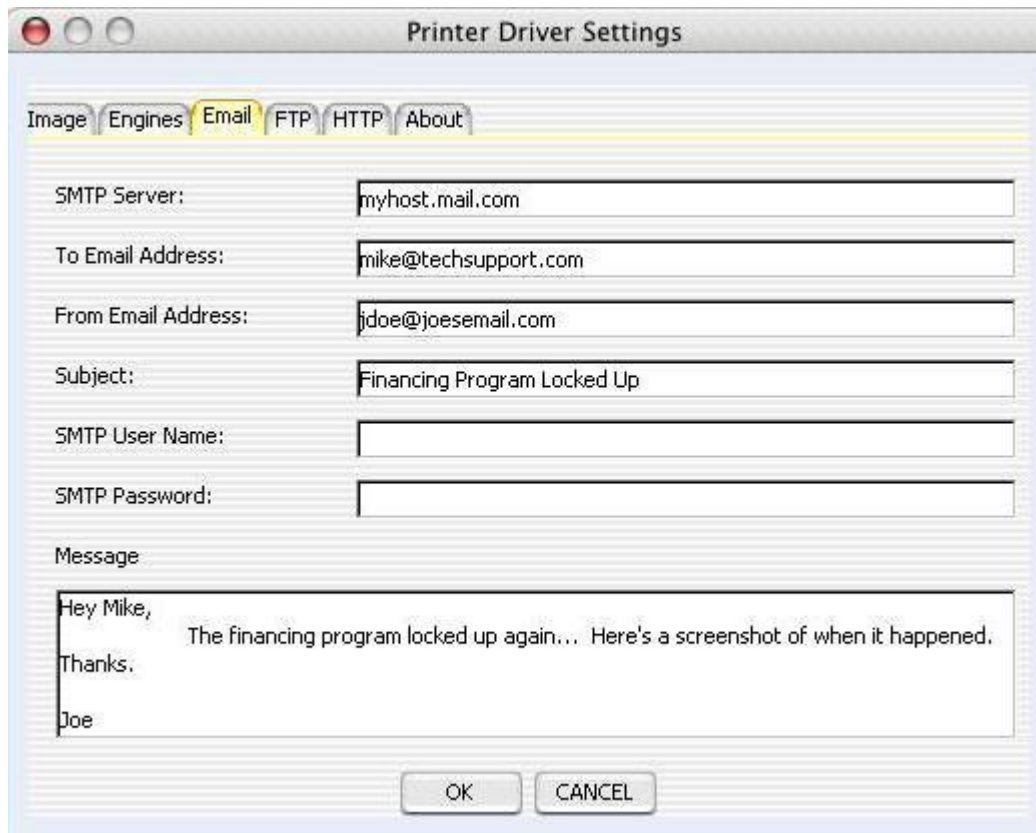 Printer Driver Settings
Image Engines Email FTP HTTP About
SMTP Server: myhost.mail.com
To Email Address: mike@techsupport.com
From Email Address: jdoe@joesemail.com
Subject: Financing Program Locked Up
SMTP User Name:
SMTP Password:
Message
Hey Mike,
The financing program locked up again... Here's a screenshot of when it happened.
Thanks.
Joe
OK CANCEL